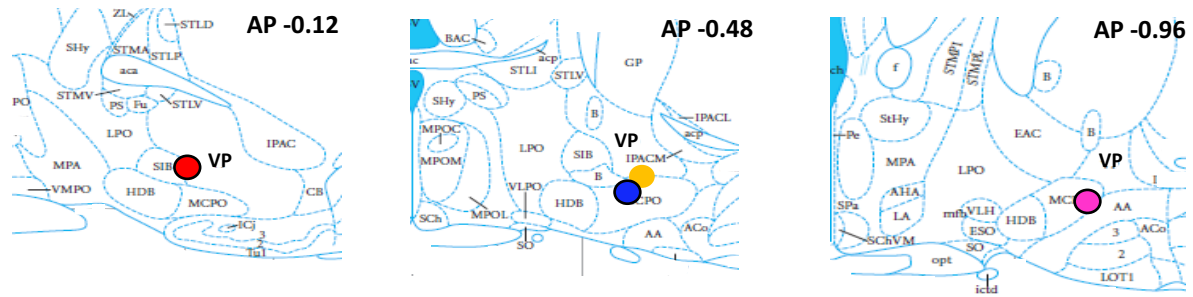 AP -0.12
ZL
STLD
SHy
STMA
STLP
aca
STMV
PS
Fu
STLV
PO
LPO
IPAC
MPA
SIB
VP
VMPO
HDB
MCPO
CB
ICj
3
2
Tu1
AP -0.48
V
BAC
acp
ac
STLI
STLV
GP
V
SHy
PS
B
IPACL
acp
MPOC
VP
LPO
SIB
IPACM
MPOM
B
VLPO
HDB
CPO
SCh
MPOL
AA
ACo
SO
AP -0.96
ch
f
STMPI
STMPL
B
StHy
Pe
EAC
B
MPA
LPO
VP
I
AHA
MC
SPa
LA
mfb
VLH
HDB
AA
ESO
3
ACo
SChVM
SO
2
opt
LOT1
icld